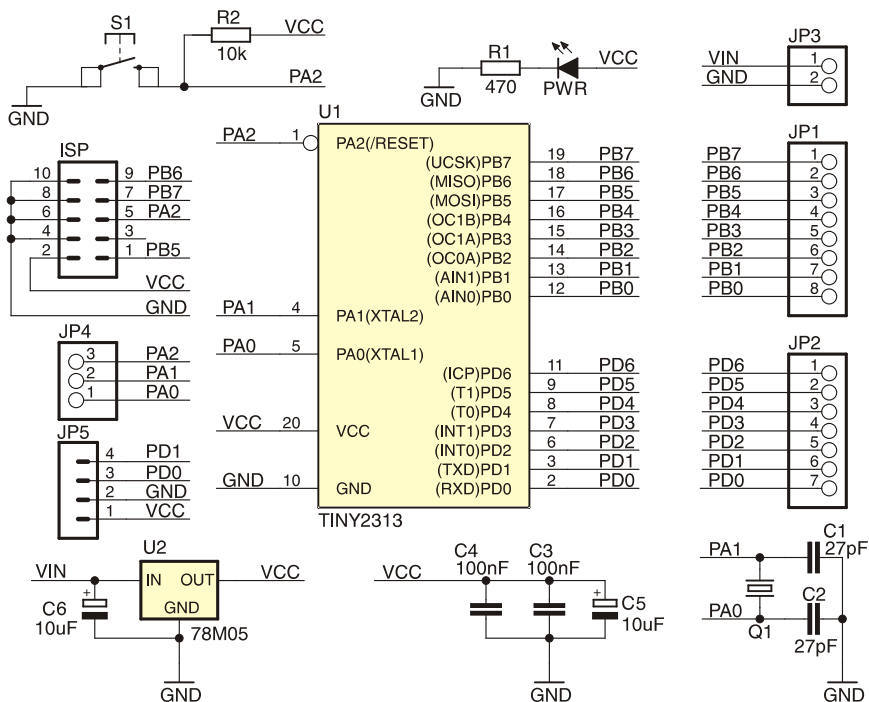 S1
R2
10k
VCC
PA2
GND
R1
470
PWR
VCC
GND
JP3
VIN 1
GND 2
U1
PA2 1 PA2(/RESET)
PA1 4 PA1(XTAL2)
PA0 5 PA0(XTAL1)
VCC 20 VCC
GND 10 GND
(UCSK)PB7 19 PB7
(MISO)PB6 18 PB6
(MOSI)PB5 17 PB5
(OC1B)PB4 16 PB4
(OC1A)PB3 15 PB3
(OC0A)PB2 14 PB2
(AIN1)PB1 13 PB1
(AIN0)PB0 12 PB0
(ICP)PD6 11 PD6
(T1)PD5 9 PD5
(T0)PD4 8 PD4
(INT1)PD3 7 PD3
(INT0)PD2 6 PD2
(TXD)PD1 3 PD1
(RXD)PD0 2 PD0
TINY2313
ISP
10 9 PB6
8 7 PB7
6 5 PA2
4 3
2 1 PB5
VCC
GND
JP4
3 PA2
2 PA1
1 PA0
JP5
4 PD1
3 PD0
2 GND
1 VCC
JP1
PB7 1
PB6 2
PB5 3
PB4 4
PB3 5
PB2 6
PB1 7
PB0 8
JP2
PD6 1
PD5 2
PD4 3
PD3 4
PD2 5
PD1 6
PD0 7
U2
VIN IN OUT VCC
GND
78M05
+
C6
10uF
GND
VCC
C4
100nF
C3
100nF
+
C5
10uF
GND
PA1
PA0
Q1
C1
27pF
C2
27pF
GND